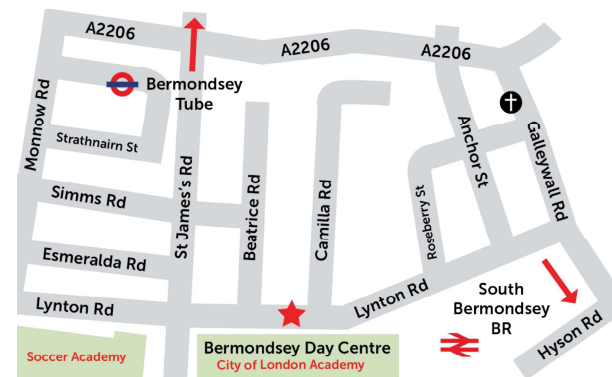 A2206
A2206
A2206
Bermondsey
Tube
Monnow Rd
Strathnairn St
Simms Rd
St James's Rd
Beatrice Rd
Camilla Rd
Roseberry St
Anchor St
Galleywall Rd
Esmeralda Rd
Lynton Rd
Lynton Rd
South
Bermondsey
BR
Hyson Rd
Soccer Academy
Bermondsey Day Centre
City of London Academy